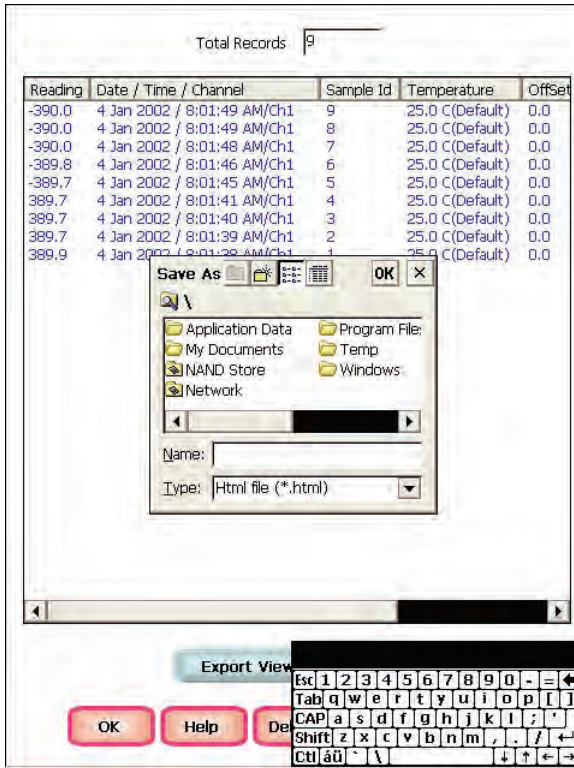 Total Records 9
Reading Date / Time / Channel Sample Id Temperature OffSet
-390.0 4 Jan 2002 / 8:01:49 AM/Ch1 9 25.0 C(Default) 0.0
-390.0 4 Jan 2002 / 8:01:49 AM/Ch1 8 25.0 C(Default) 0.0
-390.0 4 Jan 2002 / 8:01:48 AM/Ch1 7 25.0 C(Default) 0.0
-389.8 4 Jan 2002 / 8:01:46 AM/Ch1 6 25.0 C(Default) 0.0
-389.7 4 Jan 2002 / 8:01:45 AM/Ch1 5 25.0 C(Default) 0.0
389.7 4 Jan 2002 / 8:01:41 AM/Ch1 4 25.0 C(Default) 0.0
389.7 4 Jan 2002 / 8:01:40 AM/Ch1 3 25.0 C(Default) 0.0
389.7 4 Jan 2002 / 8:01:39 AM/Ch1 2 25.0 C(Default) 0.0
389.9 4 Jan 2002 / 8:01:38 AM/Ch1 1 25.0 C(Default) 0.0
Save As OK ×
\
Application Data Program File
My Documents Temp
NAND Store Windows
Network
Name:
Type: Html file (*.html)
Export View
Esc 1 2 3 4 5 6 7 8 9 0 - = 
Tab q w e r t y u i o p [ ]
CAP a s d f g h j k l ; '
Shift z x c v b n m , . / ↵
Ctl áü ` \ ↓ ↑ ← →
OK Help De